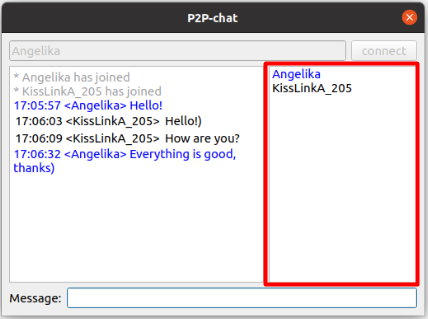 P2P-chat
Angelika
connect
* Angelika has joined
* KissLinkA_205 has joined
17:05:57 <Angelika> Hello!
17:06:03 <KissLinkA_205> Hello!)
17:06:09 <KissLinkA_205> How are you?
17:06:32 <Angelika> Everything is good,
thanks)
Angelika
KissLinkA_205
Message: